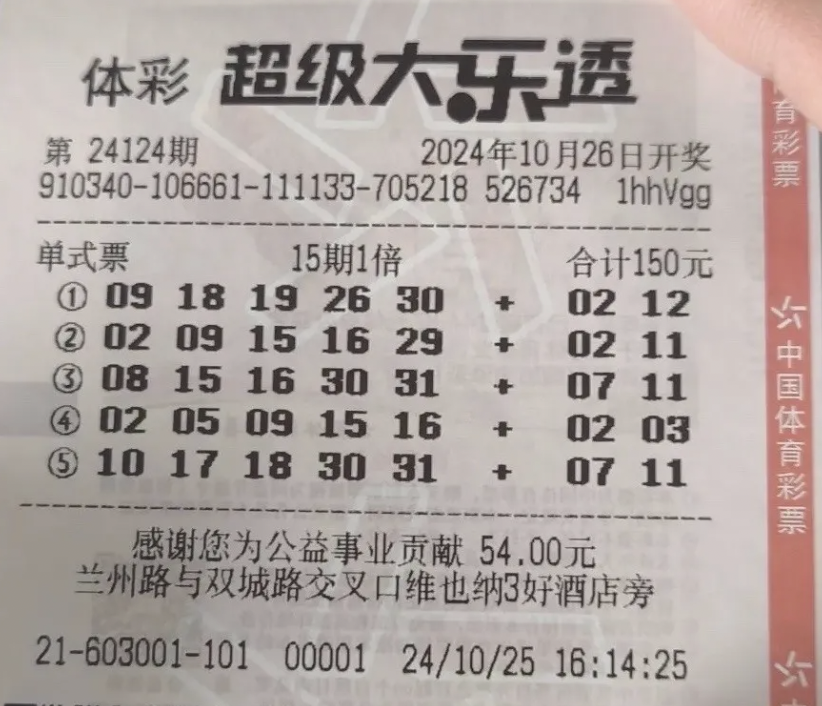 体彩 超级大乐透
第 24124期 2024年10月26日开奖
910340-106661-111133-705218 526734 1hhVgg
单式票 15期1倍 合计150元
① 09 18 19 26 30 + 02 12
② 02 09 15 16 29 + 02 11
③ 08 15 16 30 31 + 07 11
④ 02 05 09 15 16 + 02 03
⑤ 10 17 18 30 31 + 07 11
感谢您为公益事业贡献 54.00元
兰州路与双城路交叉口维也纳3好酒店旁
21-603001-101 00001 24/10/25 16:14:25
育彩票
中国体育彩票